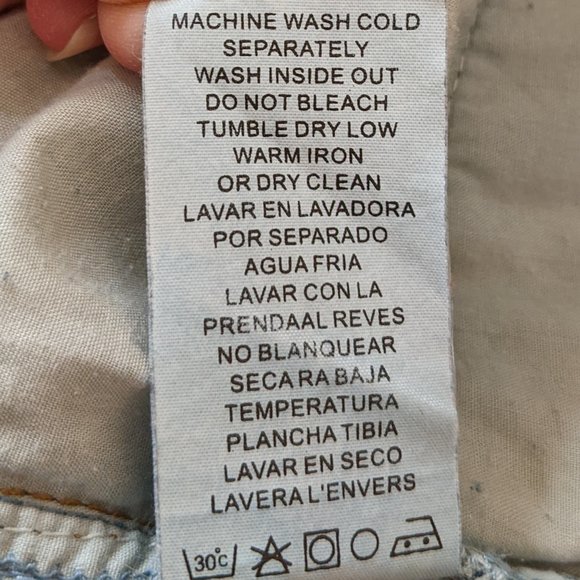 MACHINE WASH COLD
SEPARATELY
WASH INSIDE OUT
DO NOT BLEACH
TUMBLE DRY LOW
WARM IRON
OR DRY CLEAN
LAVAR EN LAVADORA
POR SEPARADO
AGUA FRIA
LAVAR CON LA
PRENDAAL REVES
NO BLANQUEAR
SECARA BAJA
TEMPERATURA
PLANCHA TIBIA
LAVAR EN SECO
LAVERA L'ENVERS
30°C